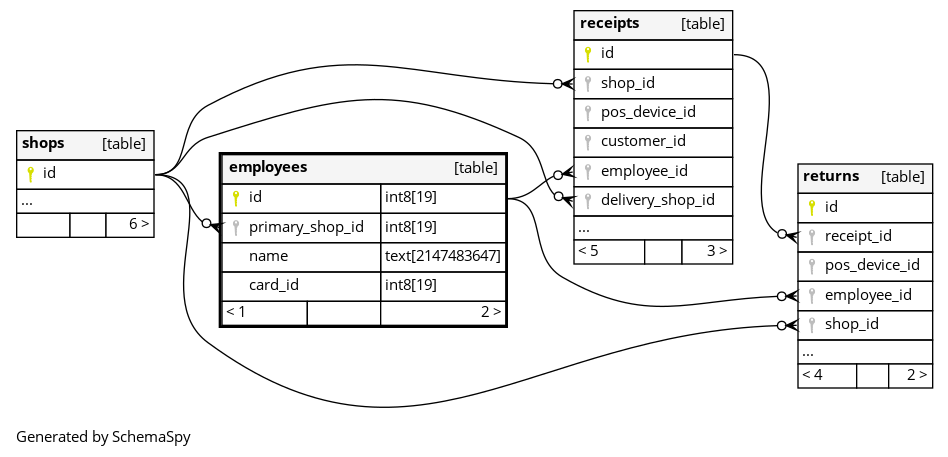 shops [table]
id
...
6 >
employees [table]
id int8[19]
primary_shop_id int8[19]
name text[2147483647]
card_id int8[19]
< 1 2 >
receipts [table]
id
shop_id
pos_device_id
customer_id
employee_id
delivery_shop_id
...
< 5 3 >
returns [table]
id
receipt_id
pos_device_id
employee_id
shop_id
...
< 4 2 >
Generated by SchemaSpy